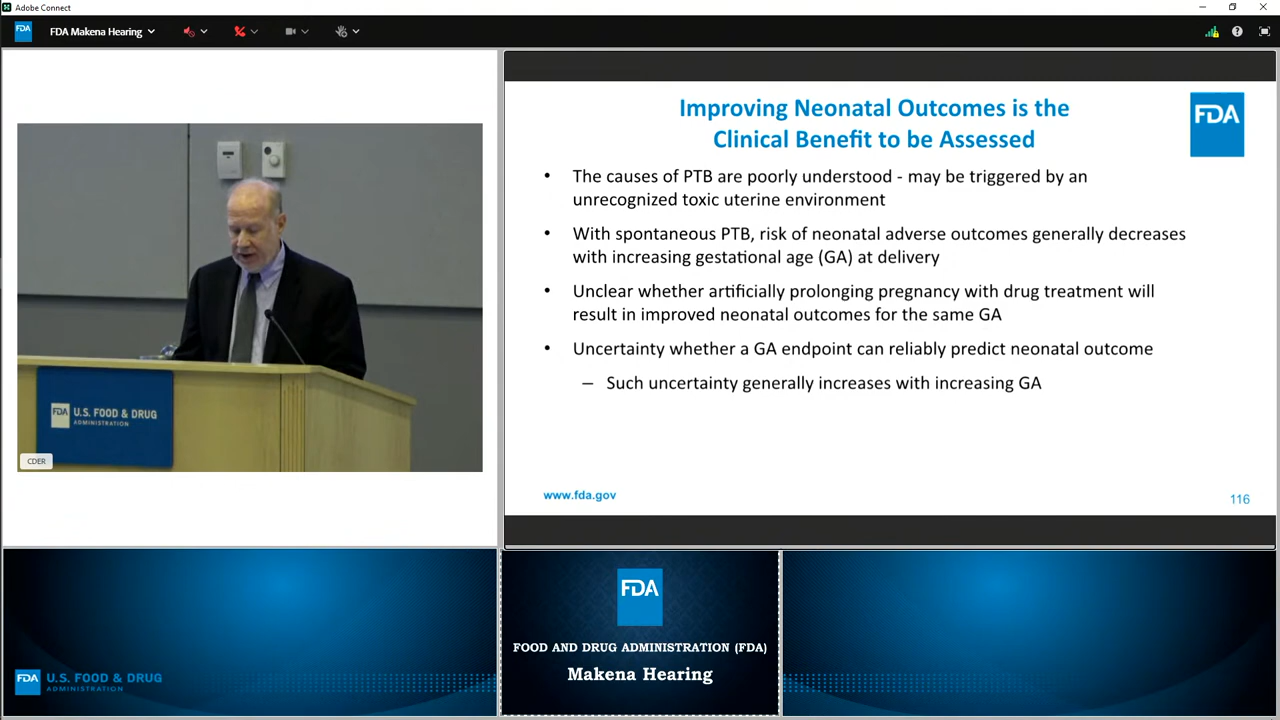 Adobe Connect
FDA
FDA Makena Hearing
Improving Neonatal Outcomes is the
Clinical Benefit to be Assessed
FDA
• The causes of PTB are poorly understood - may be triggered by an
unrecognized toxic uterine environment
• With spontaneous PTB, risk of neonatal adverse outcomes generally decreases
with increasing gestational age (GA) at delivery
• Unclear whether artificially prolonging pregnancy with drug treatment will
result in improved neonatal outcomes for the same GA
• Uncertainty whether a GA endpoint can reliably predict neonatal outcome
– Such uncertainty generally increases with increasing GA
www.fda.gov
116
FDA U.S. FOOD & DRUG
ADMINISTRATION
CDER
FDA
FOOD AND DRUG ADMINISTRATION (FDA)
Makena Hearing
FDA U.S. FOOD & DRUG
ADMINISTRATION